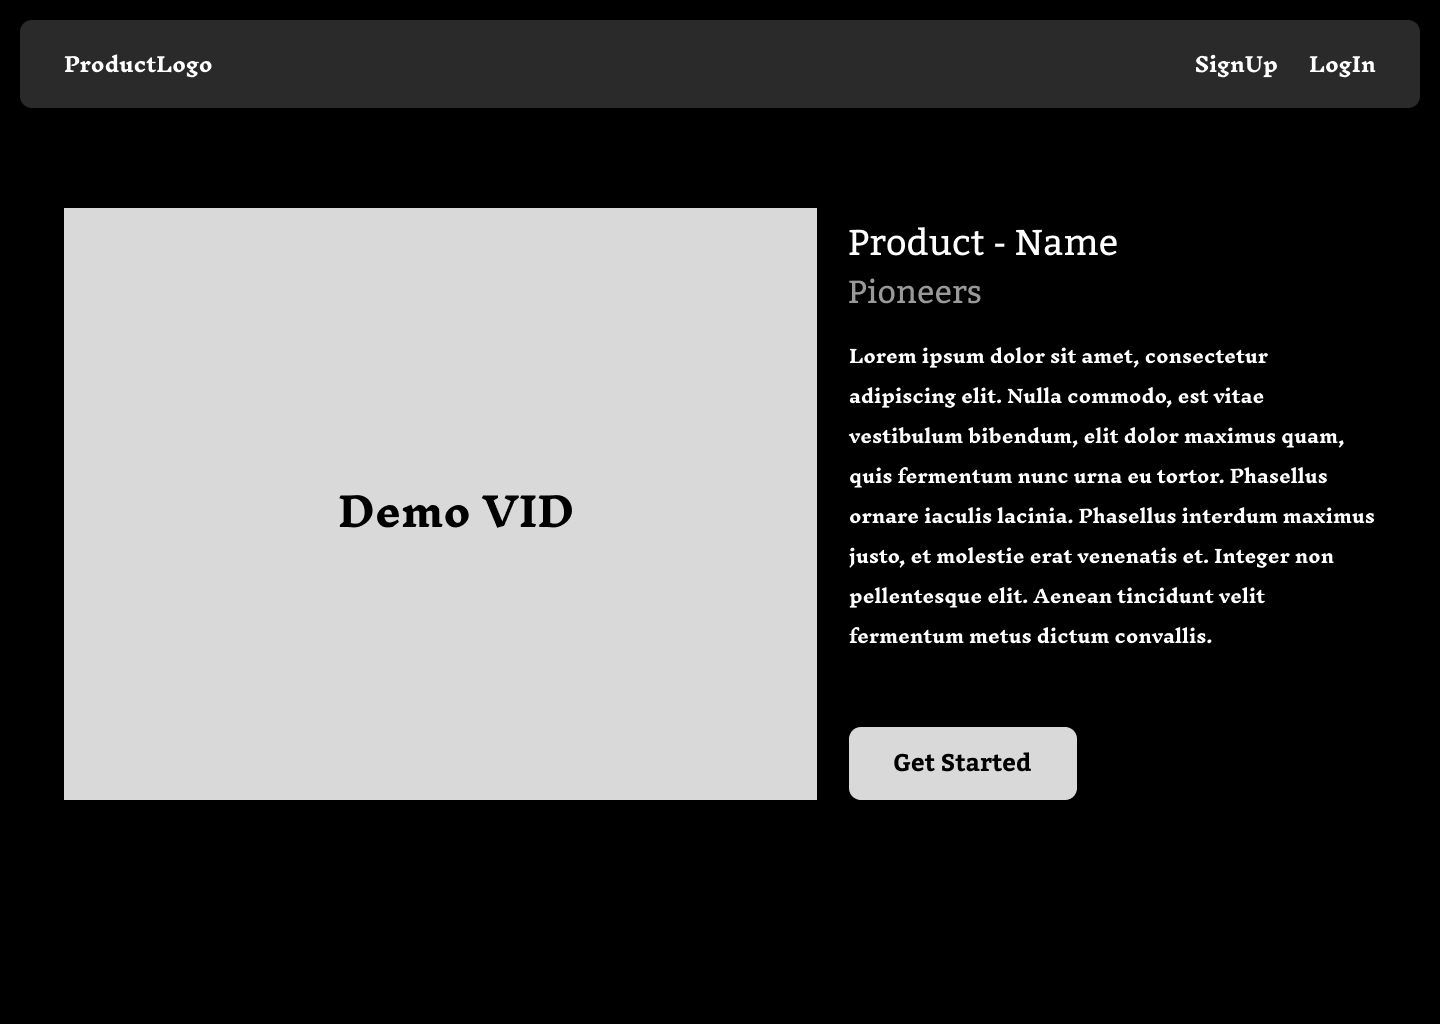 ProductLogo
SignUp LogIn
Demo VID
Product - Name
Pioneers
Lorem ipsum dolor sit amet, consectetur
adipiscing elit. Nulla commodo, est vitae
vestibulum bibendum, elit dolor maximus quam,
quis fermentum nunc urna eu tortor. Phasellus
ornare iaculis lacinia. Phasellus interdum maximus
justo, et molestie erat venenatis et. Integer non
pellentesque elit. Aenean tincidunt velit
fermentum metus dictum convallis.
Get Started